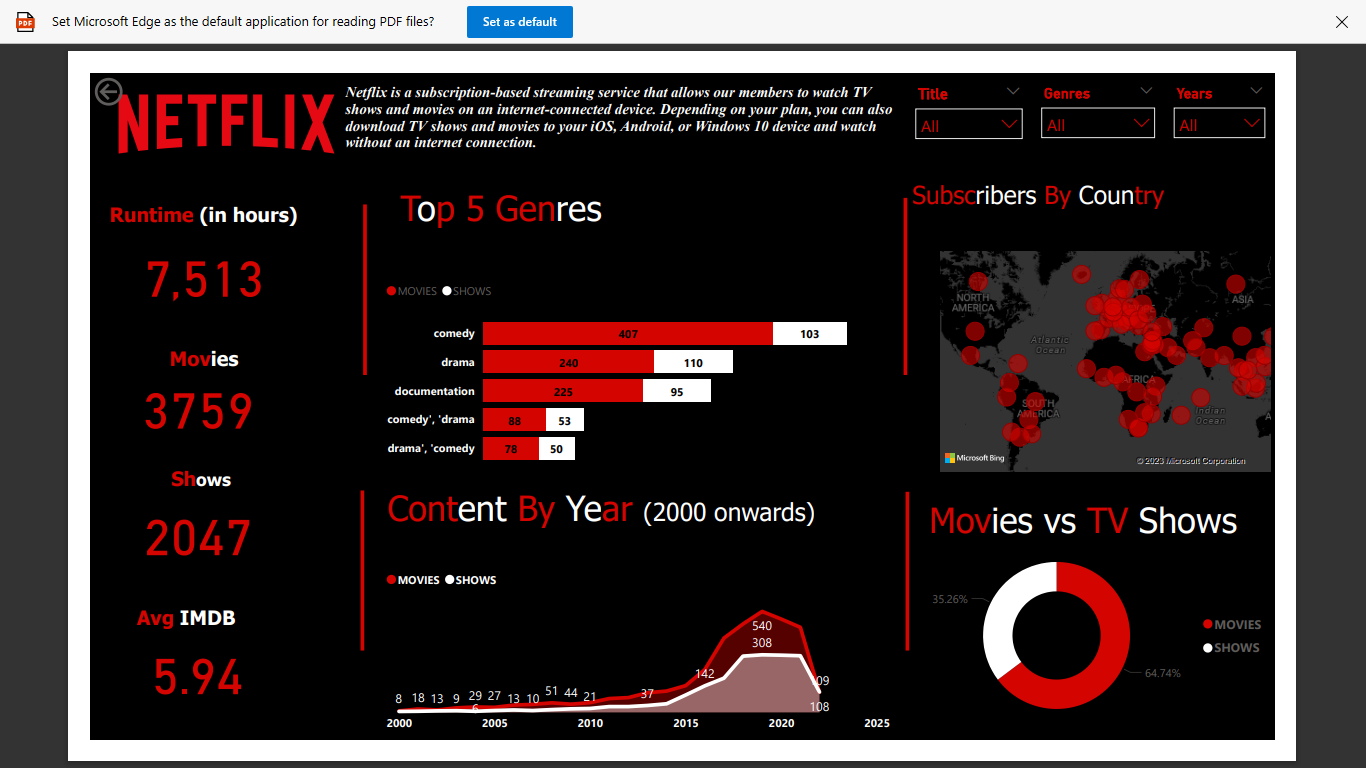 Set Microsoft Edge as the default application for reading PDF files?
Set as default
NETFLIX
Netflix is a subscription-based streaming service that allows our members to watch TV
shows and movies on an internet-connected device. Depending on your plan, you can also
download TV shows and movies to your iOS, Android, or Windows 10 device and watch
without an internet connection.
Title
All
Genres
All
Years
All
Runtime (in hours)
7,513
Movies
3759
Shows
2047
Avg IMDB
5.94
Top 5 Genres
MOVIES SHOWS
comedy 407 103
drama 240 110
documentation 225 95
comedy', 'drama 88 53
drama', 'comedy 78 50
Content By Year (2000 onwards)
MOVIES SHOWS
540
308
142
8 18 13 9 29 27 13 10 51 44 21 37
6
09
108
2000 2005 2010 2015 2020 2025
Subscribers By Country
NORTH
AMERICA
ASIA
Atlantic
Ocean
AFRICA
SOUTH
AMERICA
Indian
Ocean
Microsoft Bing
© 2023 Microsoft Corporation
Movies vs TV Shows
35.26%
64.74%
MOVIES
SHOWS